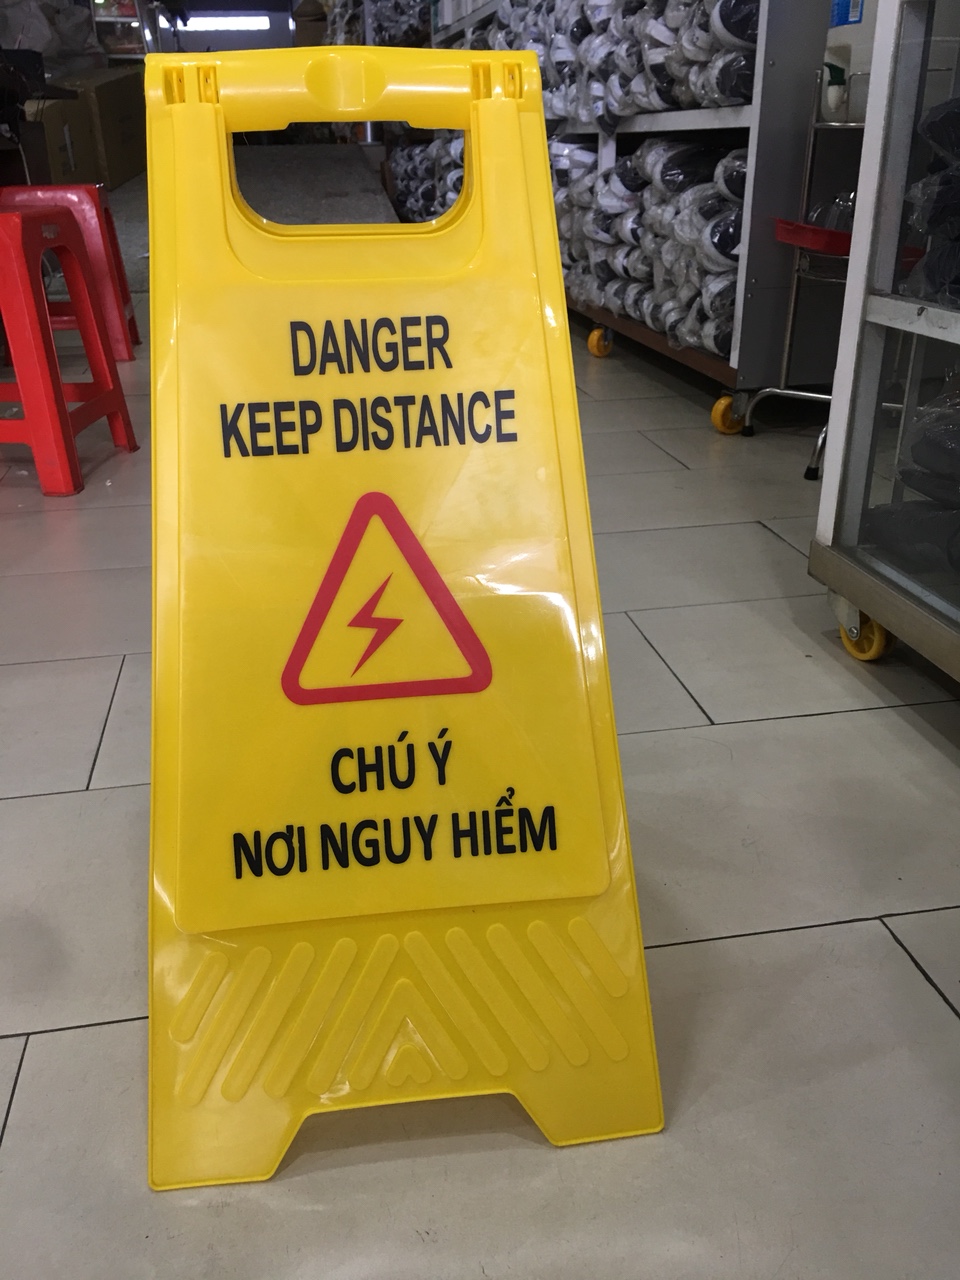 DANGER
KEEP DISTANCE
CHÚ Ý
NƠI NGUY HIỂM